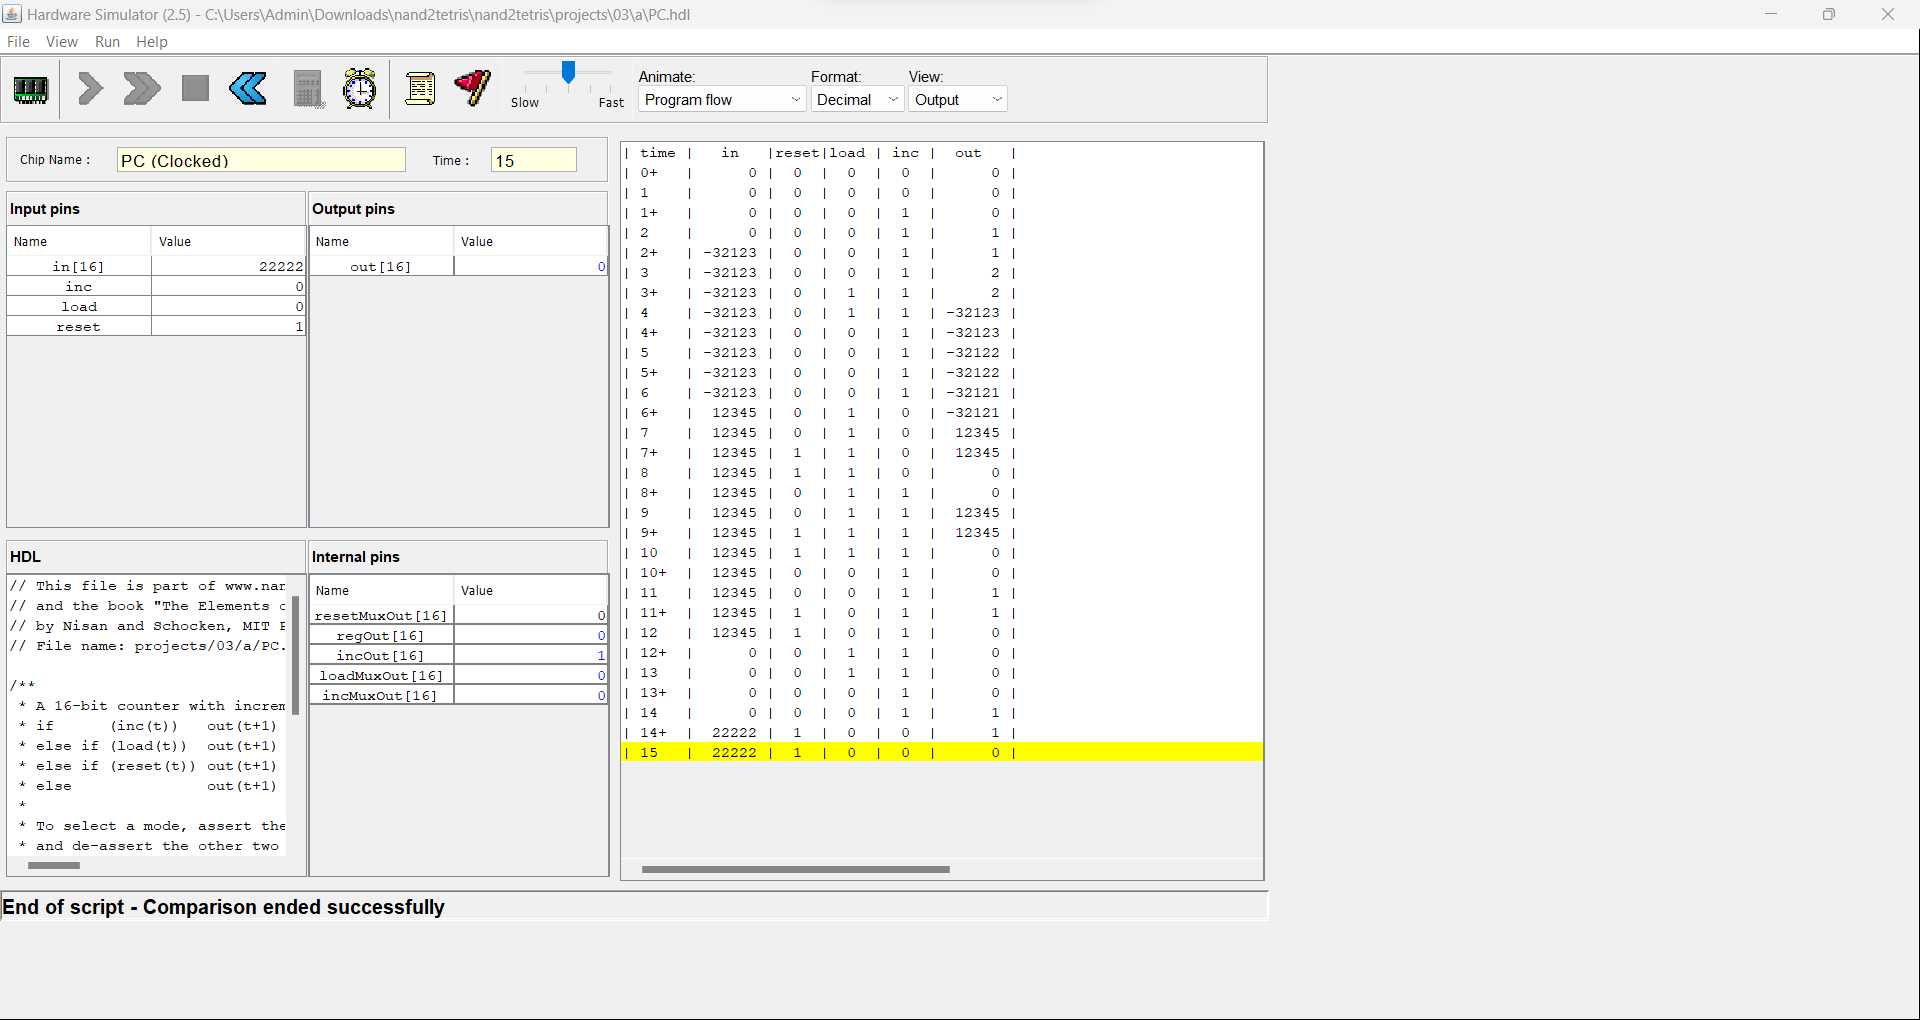 Hardware Simulator (2.5) - C:\Users\Admin\Downloads\nand2tetris\nand2tetris\projects\03\a\PC.hdl
File View Run Help
Slow Fast
Animate:
Program flow
Format:
Decimal
View:
Output
Chip Name :
PC (Clocked)
Time :
15
Input pins
Name Value
in[16] 22222
inc 0
load 0
reset 1
Output pins
Name Value
out[16] 0
HDL
// This file is part of www.nan
// and the book "The Elements
// by Nisan and Schocken, MIT
// File name: projects/03/a/PC.
/**
* A 16-bit counter with increm
* if (inc(t)) out(t+1)
* else if (load(t)) out(t+1)
* else if (reset(t)) out(t+1)
* else out(t+1)
*
* To select a mode, assert the
* and de-assert the other two
Internal pins
Name Value
resetMuxOut[16] 0
regOut[16] 0
incOut[16] 1
loadMuxOut[16] 0
incMuxOut[16] 0
| time | in |reset|load | inc | out |
| 0+ | 0 | 0 | 0 | 0 | 0 |
| 1 | 0 | 0 | 0 | 0 | 0 |
| 1+ | 0 | 0 | 0 | 1 | 0 |
| 2 | 0 | 0 | 0 | 1 | 1 |
| 2+ | -32123 | 0 | 0 | 1 | 1 |
| 3 | -32123 | 0 | 0 | 1 | 2 |
| 3+ | -32123 | 0 | 1 | 1 | 2 |
| 4 | -32123 | 0 | 1 | 1 | -32123 |
| 4+ | -32123 | 0 | 0 | 1 | -32123 |
| 5 | -32123 | 0 | 0 | 1 | -32122 |
| 5+ | -32123 | 0 | 0 | 1 | -32122 |
| 6 | -32123 | 0 | 0 | 1 | -32121 |
| 6+ | 12345 | 0 | 1 | 0 | -32121 |
| 7 | 12345 | 0 | 1 | 0 | 12345 |
| 7+ | 12345 | 1 | 1 | 0 | 12345 |
| 8 | 12345 | 1 | 1 | 0 | 0 |
| 8+ | 12345 | 0 | 1 | 1 | 0 |
| 9 | 12345 | 0 | 1 | 1 | 12345 |
| 9+ | 12345 | 1 | 1 | 1 | 12345 |
| 10 | 12345 | 1 | 1 | 1 | 0 |
| 10+ | 12345 | 0 | 0 | 1 | 0 |
| 11 | 12345 | 0 | 0 | 1 | 1 |
| 11+ | 12345 | 1 | 0 | 1 | 1 |
| 12 | 12345 | 1 | 0 | 1 | 0 |
| 12+ | 0 | 0 | 1 | 1 | 0 |
| 13 | 0 | 0 | 1 | 1 | 0 |
| 13+ | 0 | 0 | 0 | 1 | 0 |
| 14 | 0 | 0 | 0 | 1 | 1 |
| 14+ | 22222 | 1 | 0 | 0 | 1 |
| 15 | 22222 | 1 | 0 | 0 | 0 |
End of script - Comparison ended successfully